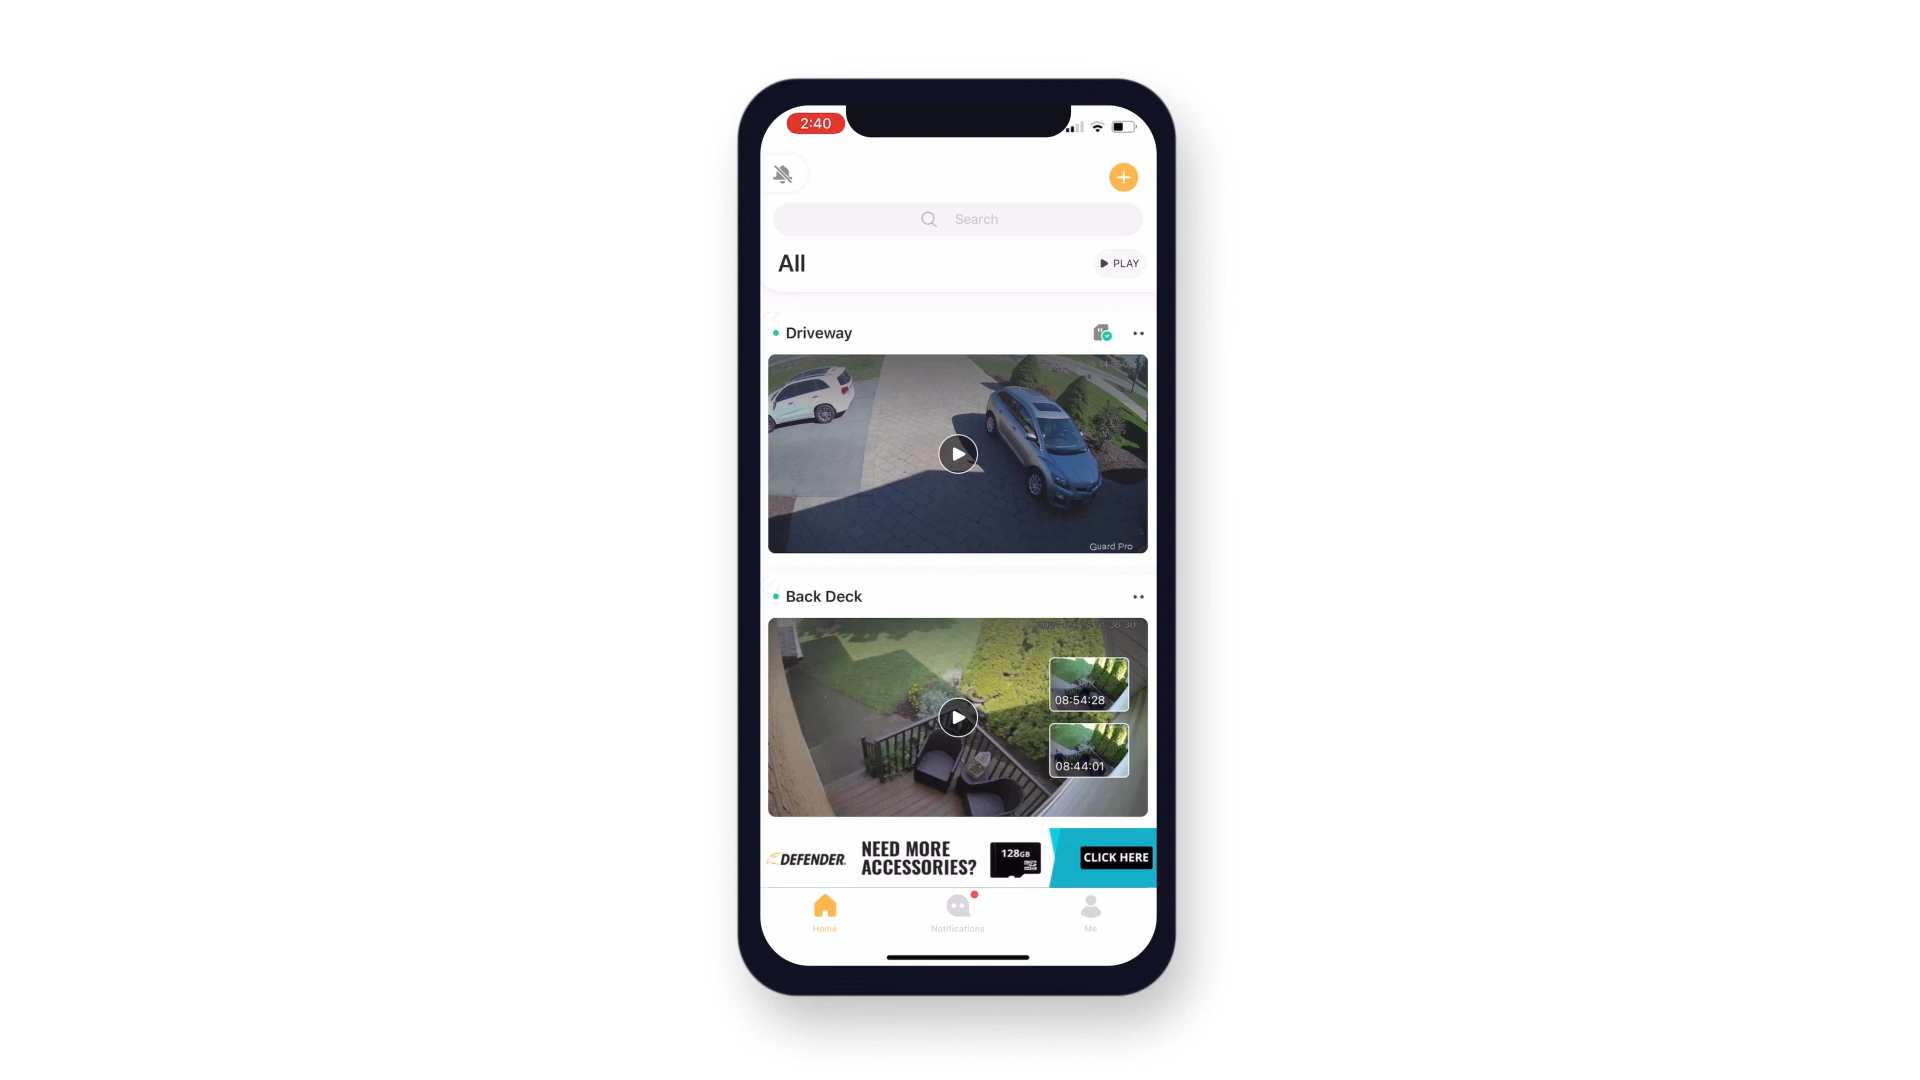 2:40
Search
All
PLAY
Driveway
Guard Pro
Back Deck
08:54:28
08:44:01
DEFENDER
NEED MORE
ACCESSORIES?
128GB
CLICK HERE
Home
Notifications
Me